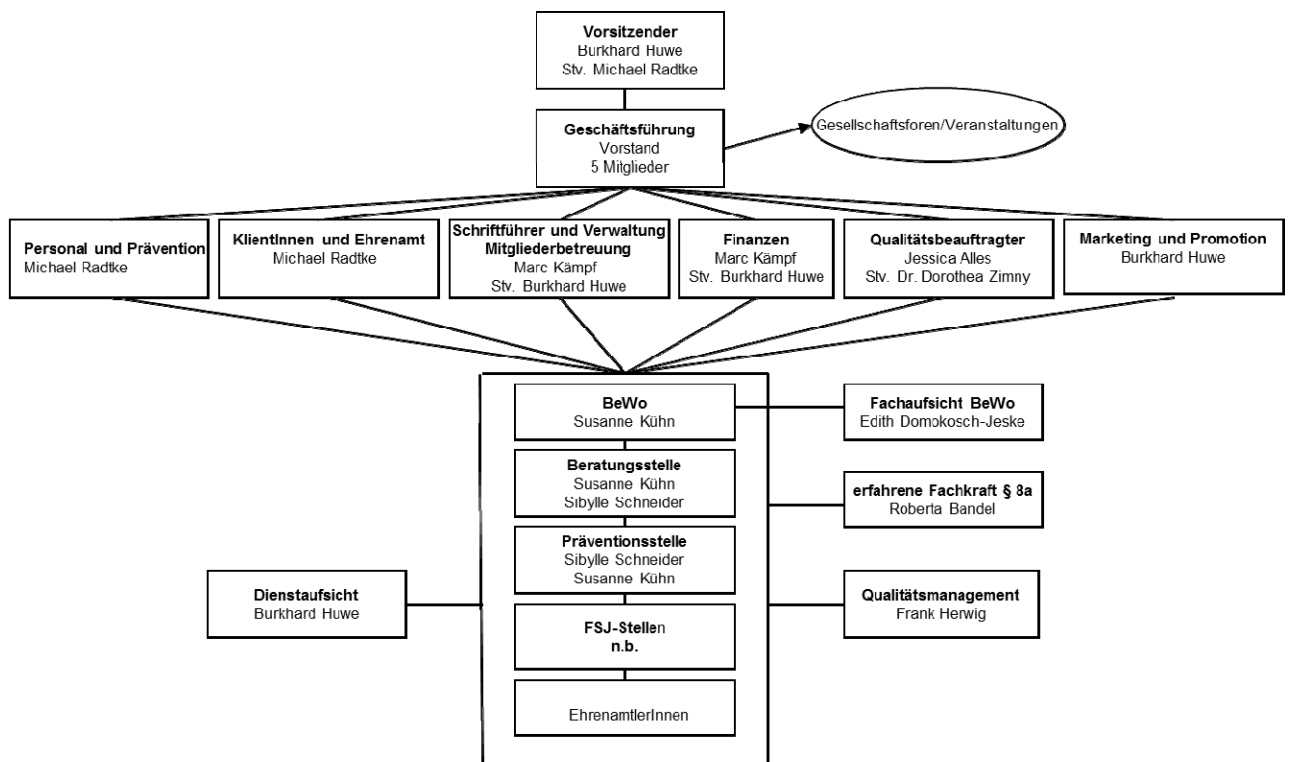 Vorsitzender
Burkhard Huwe
Stv. Michael Radtke
Geschäftsführung
Vorstand
5 Mitglieder
Gesellschaftsforen/Veranstaltungen
Personal und Prävention
Michael Radtke
KlientInnen und Ehrenamt
Michael Radtke
Schriftführer und Verwaltung
Mitgliederbetreuung
Marc Kämpf
Stv. Burkhard Huwe
Finanzen
Marc Kämpf
Stv. Burkhard Huwe
Qualitätsbeauftragter
Jessica Alles
Stv. Dr. Dorothea Zimny
Marketing und Promotion
Burkhard Huwe
BeWo
Susanne Kühn
Fachaufsicht BeWo
Edith Domokosch-Jeske
Beratungsstelle
Susanne Kühn
Sibylle Schneider
erfahrene Fachkraft § 8a
Roberta Bandel
Präventionsstelle
Sibylle Schneider
Susanne Kühn
Dienstaufsicht
Burkhard Huwe
Qualitätsmanagement
Frank Herwig
FSJ-Stellen
n.b.
EhrenamtlerInnen